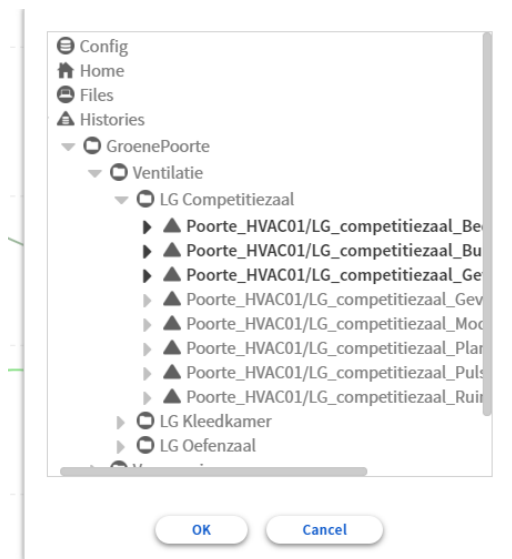 Config
Home
Files
Histories
GroenePoorte
Ventilatie
LG Competitiezaal
Poorte_HVAC01/LG_competitiezaal_Be
Poorte_HVAC01/LG_competitiezaal_Bu
Poorte_HVAC01/LG_competitiezaal_Ge
Poorte_HVAC01/LG_competitiezaal_Gev
Poorte_HVAC01/LG_competitiezaal_Moc
Poorte_HVAC01/LG_competitiezaal_Plar
Poorte_HVAC01/LG_competitiezaal_Puls
Poorte_HVAC01/LG_competitiezaal_Ruir
LG Kleedkamer
LG Oefenzaal
OK Cancel